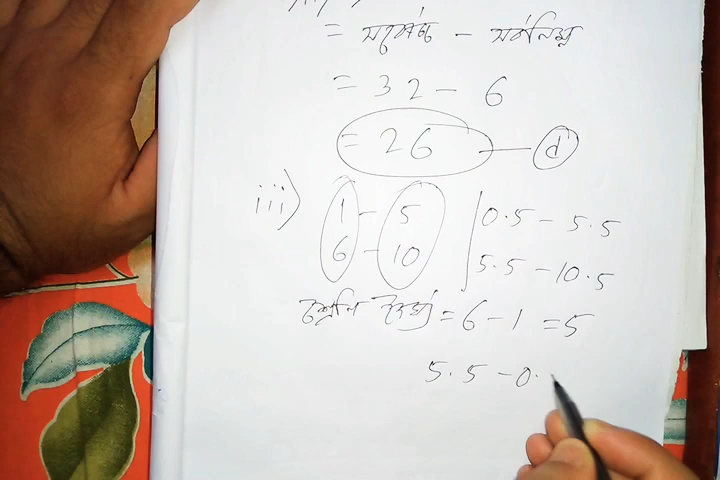 = সর্বোচ্চ - সর্বনিম্ন
= 32 - 6
= 26 — d
iii) 1 - 5 | 0.5 - 5.5
6 - 10 | 5.5 - 10.5
শ্রেণি দৈর্ঘ্য = 6 - 1 = 5
5.5 - 0.